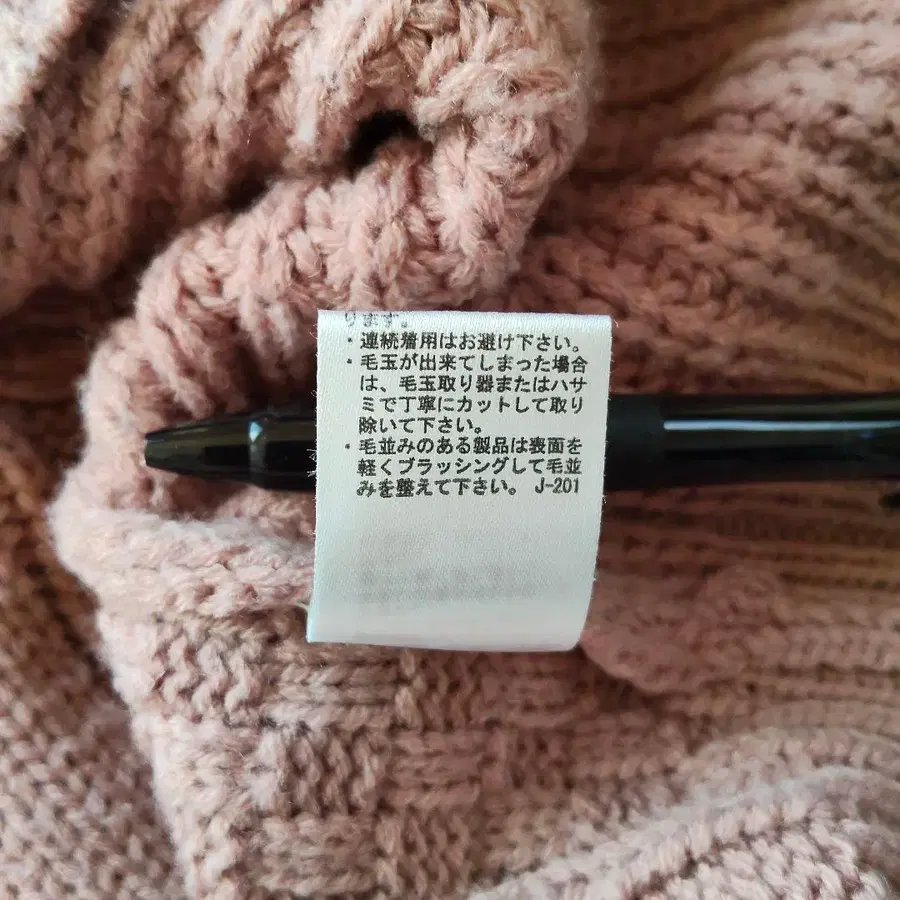 ります。
・連続着用はお避け下さい。
・毛玉が出来てしまった場合
は、毛玉取り器またはハサ
ミで丁寧にカットして取り
除いて下さい。
・毛並みのある製品は表面を
軽くブラッシングして毛並
みを整えて下さい。 J-201